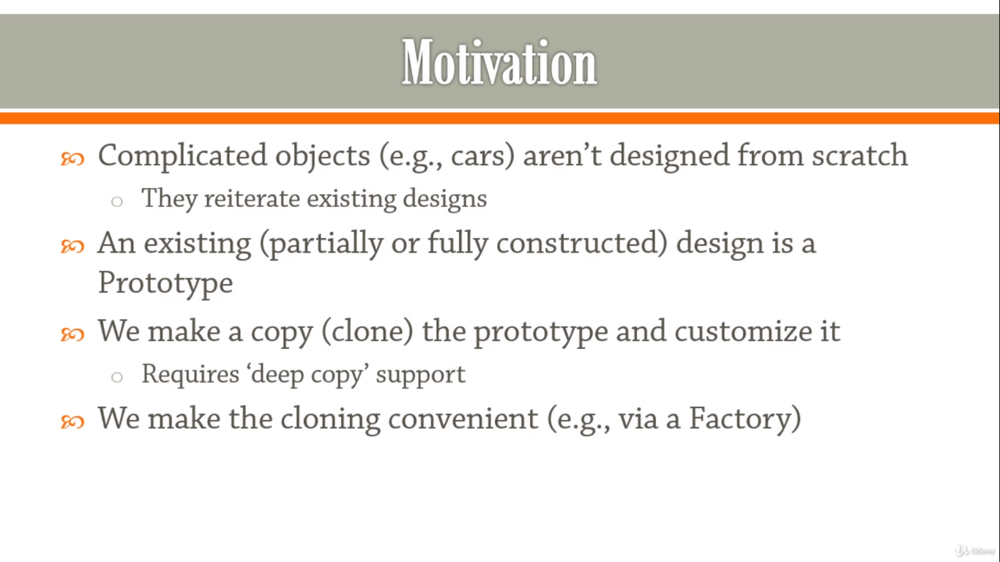 Motivation
Complicated objects (e.g., cars) aren’t designed from scratch
They reiterate existing designs
An existing (partially or fully constructed) design is a
Prototype
We make a copy (clone) the prototype and customize it
Requires ‘deep copy’ support
We make the cloning convenient (e.g., via a Factory)
Udemy